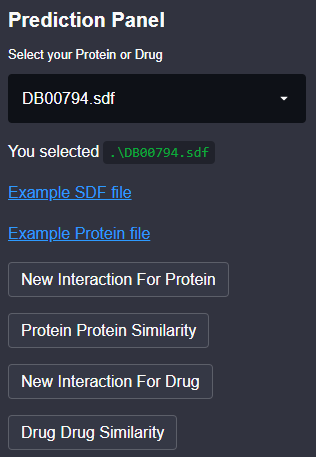 Prediction Panel
Select your Protein or Drug
DB00794.sdf
You selected .\DB00794.sdf
Example SDF file
Example Protein file
New Interaction For Protein
Protein Protein Similarity
New Interaction For Drug
Drug Drug Similarity